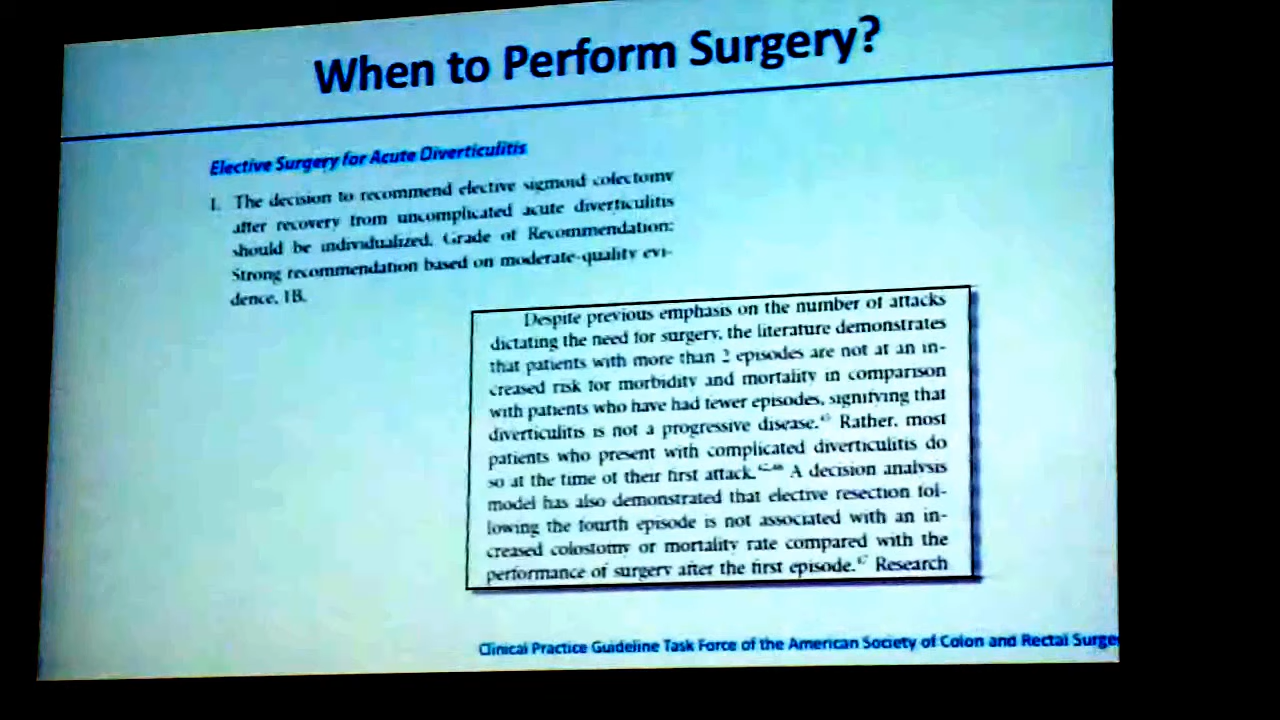 When to Perform Surgery?
Elective Surgery for Acute Diverticulitis
1. The decision to recommend elective sigmoid colectomy
after recovery from uncomplicated acute diverticulitis
should be individualized. Grade of Recommendation:
Strong recommendation based on moderate-quality evi-
dence, 1B.
Despite previous emphasis on the number of attacks
dictating the need for surgery, the literature demonstrates
that patients with more than 2 episodes are not at an in-
creased risk for morbidity and mortality in comparison
with patients who have had fewer episodes, signifying that
diverticulitis is not a progressive disease. Rather, most
patients who present with complicated diverticulitis do
so at the time of their first attack. A decision analysis
model has also demonstrated that elective resection fol-
lowing the fourth episode is not associated with an in-
creased colostomy or mortality rate compared with the
performance of surgery after the first episode. Research
Clinical Practice Guideline Task Force of the American Society of Colon and Rectal Surge